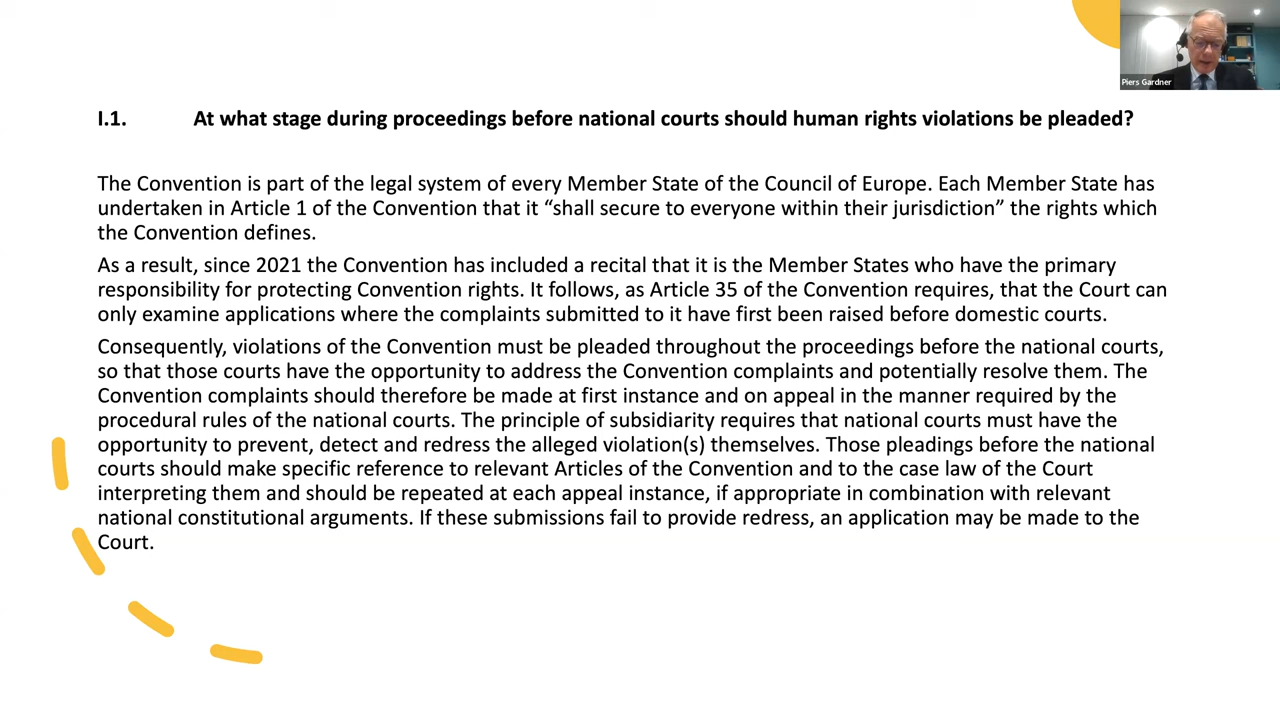 Piers Gardner
I.1. At what stage during proceedings before national courts should human rights violations be pleaded?
The Convention is part of the legal system of every Member State of the Council of Europe. Each Member State has
undertaken in Article 1 of the Convention that it “shall secure to everyone within their jurisdiction” the rights which
the Convention defines.
As a result, since 2021 the Convention has included a recital that it is the Member States who have the primary
responsibility for protecting Convention rights. It follows, as Article 35 of the Convention requires, that the Court can
only examine applications where the complaints submitted to it have first been raised before domestic courts.
Consequently, violations of the Convention must be pleaded throughout the proceedings before the national courts,
so that those courts have the opportunity to address the Convention complaints and potentially resolve them. The
Convention complaints should therefore be made at first instance and on appeal in the manner required by the
procedural rules of the national courts. The principle of subsidiarity requires that national courts must have the
opportunity to prevent, detect and redress the alleged violation(s) themselves. Those pleadings before the national
courts should make specific reference to relevant Articles of the Convention and to the case law of the Court
interpreting them and should be repeated at each appeal instance, if appropriate in combination with relevant
national constitutional arguments. If these submissions fail to provide redress, an application may be made to the
Court.